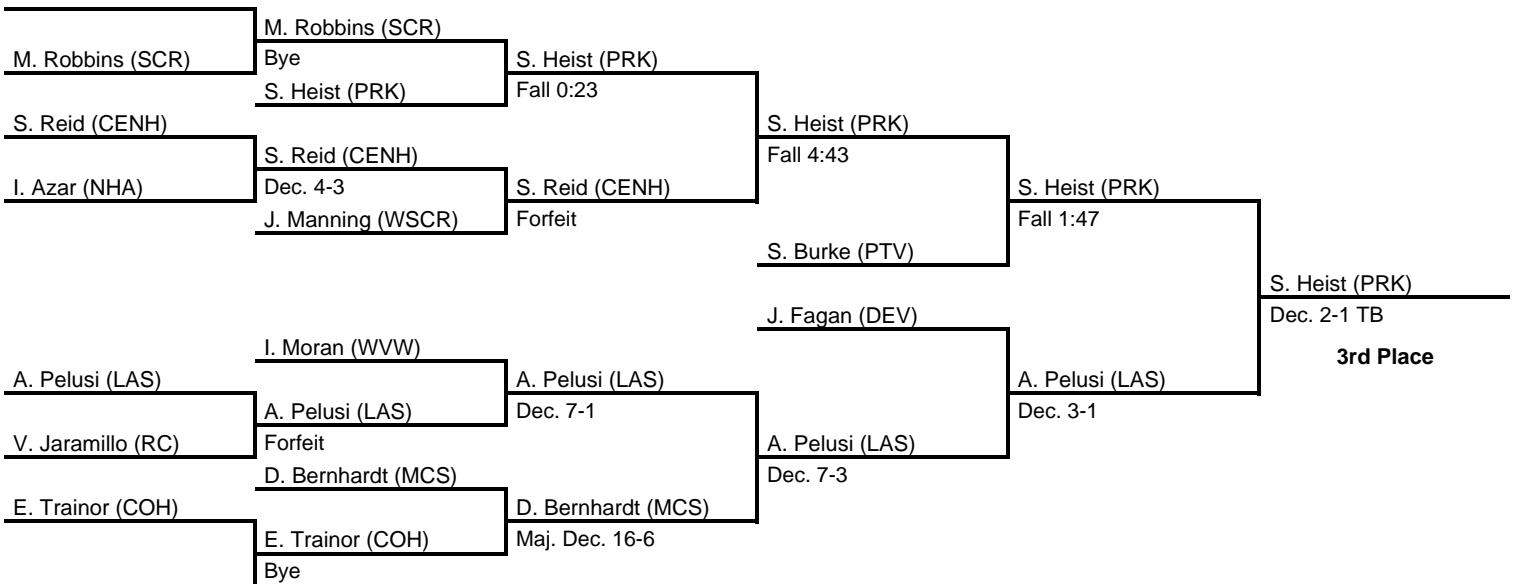 M. Robbins (SCR)
M. Robbins (SCR)
Bye
S. Heist (PRK)
S. Heist (PRK)
Fall 0:23
S. Reid (CENH)
S. Heist (PRK)
Fall 4:43
S. Reid (CENH)
Dec. 4-3
I. Azar (NHA)
S. Reid (CENH)
Forfeit
S. Heist (PRK)
Fall 1:47
J. Manning (WSCR)
S. Burke (PTV)
S. Heist (PRK)
Dec. 2-1 TB
J. Fagan (DEV)
I. Moran (WVW)
3rd Place
A. Pelusi (LAS)
A. Pelusi (LAS)
Dec. 7-1
A. Pelusi (LAS)
Dec. 3-1
A. Pelusi (LAS)
Forfeit
V. Jaramillo (RC)
A. Pelusi (LAS)
Dec. 7-3
D. Bernhardt (MCS)
E. Trainor (COH)
D. Bernhardt (MCS)
Maj. Dec. 16-6
E. Trainor (COH)
Bye